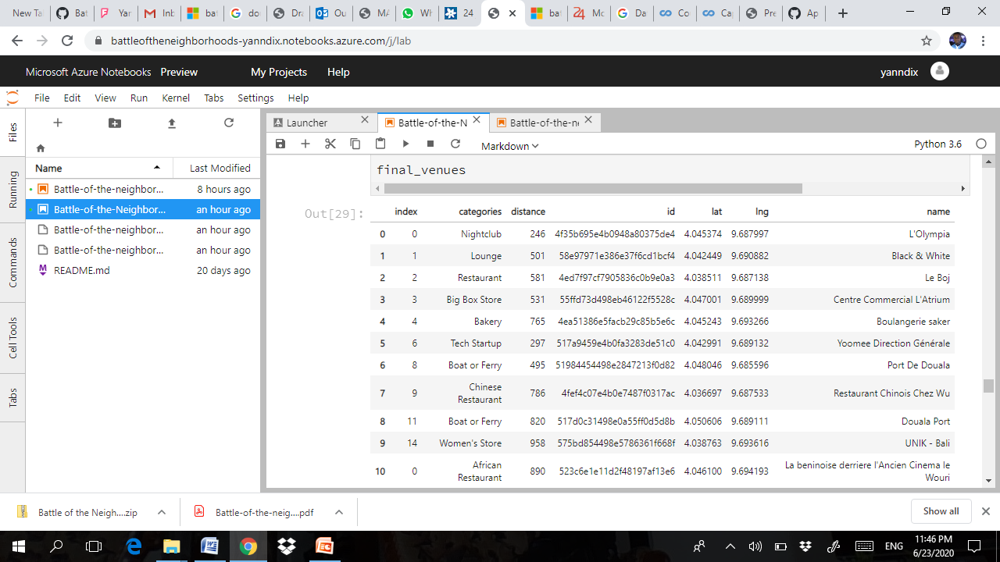 New Ta Bat Yar Inb bat do Dra Ou MA Wh 24 bat Mo Da Co Ca Pre Ap
battleoftheneighborhoods-yanndix.notebooks.azure.com/j/lab
Microsoft Azure Notebooks Preview My Projects Help yanndix
File Edit View Run Kernel Tabs Settings Help
Files
Running
Commands
Cell Tools
Tabs
Name Last Modified
Battle-of-the-neighbor... 8 hours ago
Battle-of-the-Neighbor... an hour ago
Battle-of-the-neighbor... an hour ago
Battle-of-the-neighbor... an hour ago
README.md 20 days ago
Launcher Battle-of-the-N Battle-of-the-ne
Markdown Python 3.6
final_venues
Out[29]:
index categories distance id lat lng name
0 0 Nightclub 246 4f35b695e4b0948a80375de4 4.045374 9.687997 L'Olympia
1 1 Lounge 501 58e97971e386e37f6cd1bcf4 4.042449 9.690882 Black & White
2 2 Restaurant 581 4ed7f97cf7905836c0b9e0a3 4.038511 9.687138 Le Boj
3 3 Big Box Store 531 55ffd73d498eb46122f5528c 4.047001 9.689999 Centre Commercial L'Atrium
4 4 Bakery 765 4ea51386e5facb29c85b5e6c 4.045243 9.693266 Boulangerie saker
5 6 Tech Startup 297 517a9459e4b0fa3283de51c0 4.042991 9.689132 Yoomee Direction Générale
6 8 Boat or Ferry 495 51984454498e2847213f0d82 4.048046 9.685596 Port De Douala
7 9 Chinese Restaurant 786 4fef4c07e4b0e7487f0317ac 4.036697 9.687533 Restaurant Chinois Chez Wu
8 11 Boat or Ferry 820 517d0c31498e0a55ff0d5d8b 4.050606 9.689111 Douala Port
9 14 Women's Store 958 575bd854498e5786361f668f 4.038763 9.693616 UNIK - Bali
10 0 African Restaurant 890 523c6e1e11d2f48197af13e6 4.046100 9.694193 La beninoise derriere l'Ancien Cinema le Wouri
Battle of the Neigh....zip Battle-of-the-neig....pdf Show all
ENG 11:46 PM
6/23/2020